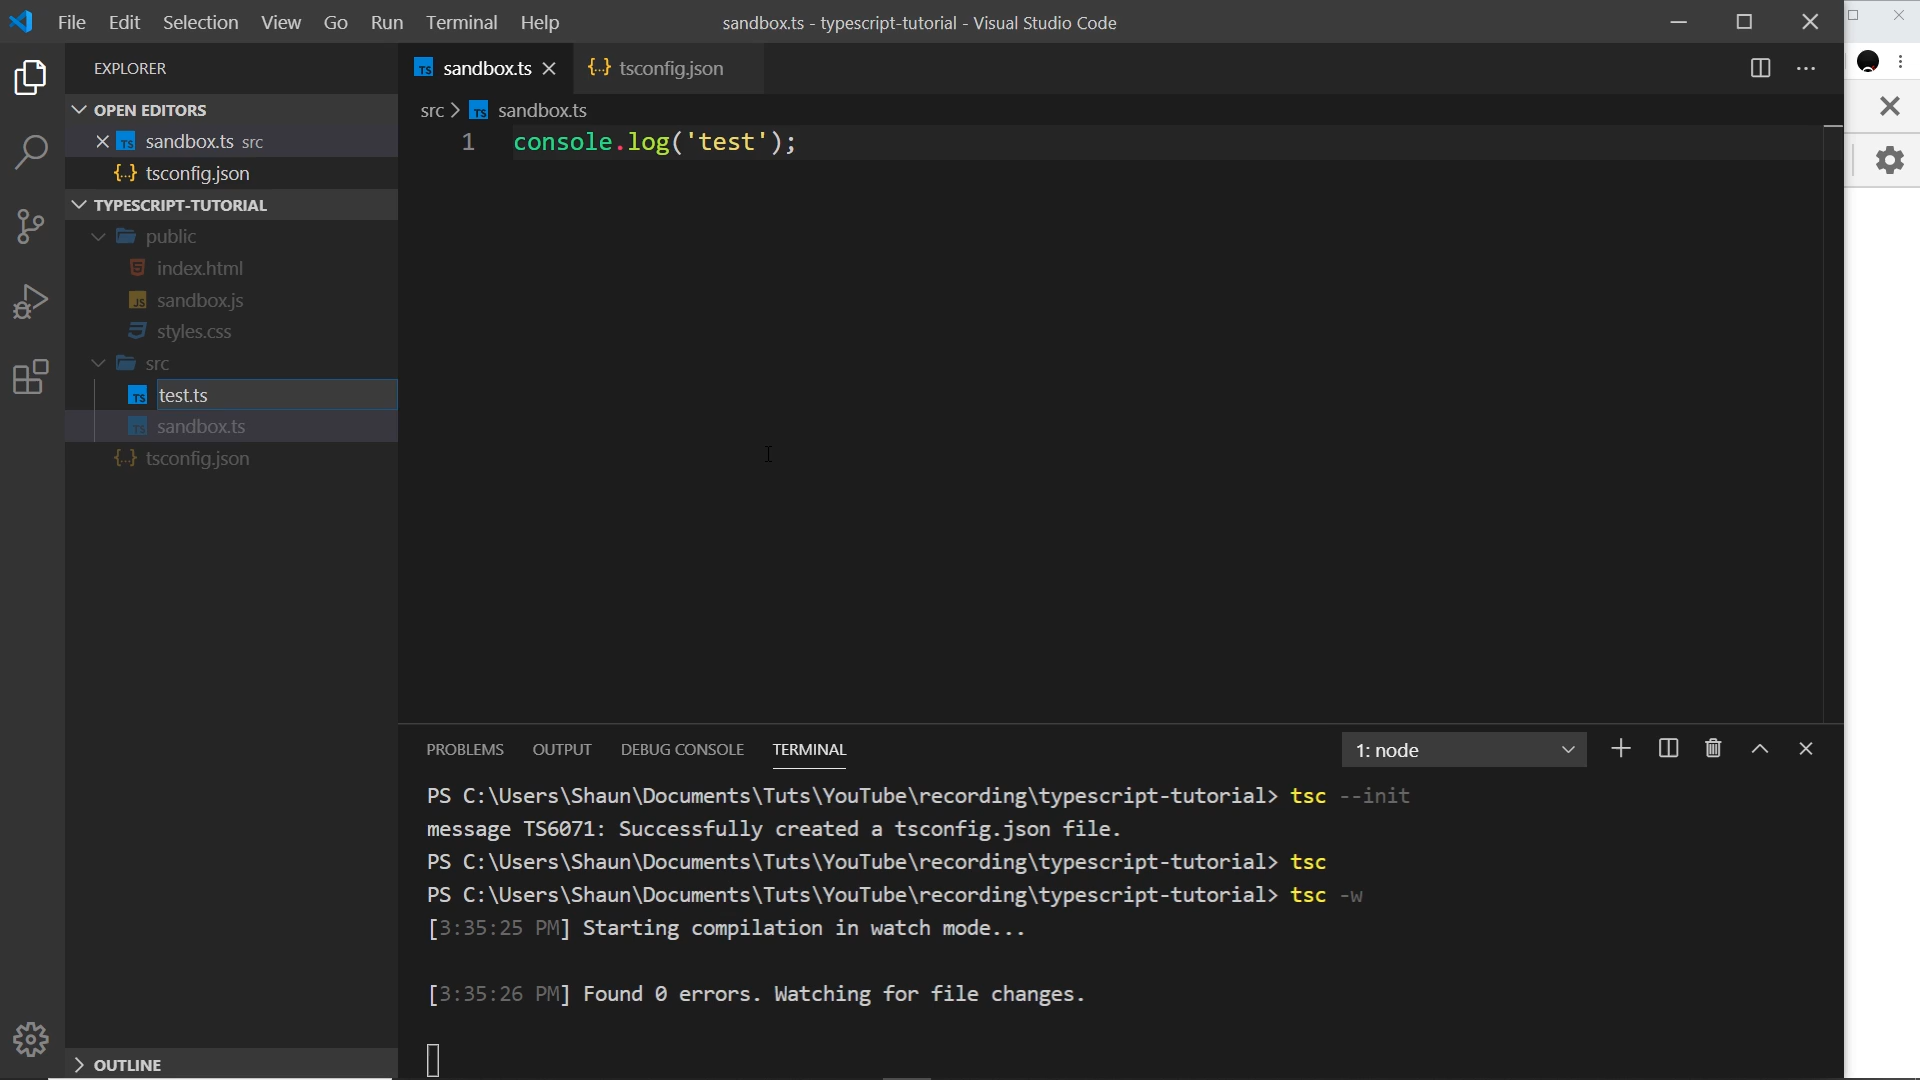 File Edit Selection View Go Run Terminal Help
sandbox.ts - typescript-tutorial - Visual Studio Code
EXPLORER
OPEN EDITORS
TS sandbox.ts src
{..} tsconfig.json
TYPESCRIPT-TUTORIAL
public
index.html
JS sandbox.js
styles.css
src
TS test.ts
TS sandbox.ts
{..} tsconfig.json
OUTLINE
TS sandbox.ts {..} tsconfig.json
src > TS sandbox.ts
1 console.log('test');
PROBLEMS OUTPUT DEBUG CONSOLE TERMINAL
1: node
PS C:\Users\Shaun\Documents\Tuts\YouTube\recording\typescript-tutorial> tsc --init
message TS6071: Successfully created a tsconfig.json file.
PS C:\Users\Shaun\Documents\Tuts\YouTube\recording\typescript-tutorial> tsc
PS C:\Users\Shaun\Documents\Tuts\YouTube\recording\typescript-tutorial> tsc -w
[3:35:25 PM] Starting compilation in watch mode...
[3:35:26 PM] Found 0 errors. Watching for file changes.